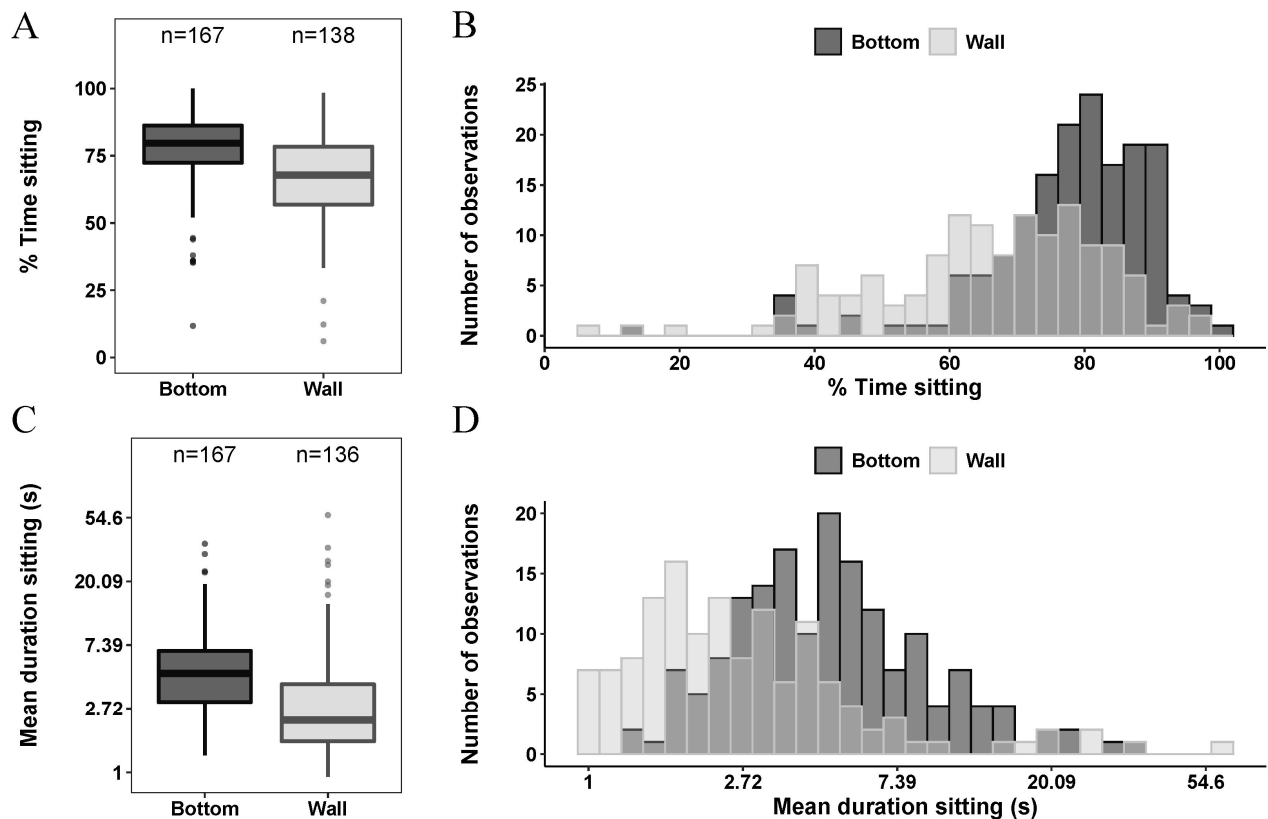 A
n=167 n=138
% Time sitting
100
75
50
25
0
Bottom Wall
B
Bottom Wall
Number of observations
25
20
15
10
5
0
0 20 40 60 80 100
% Time sitting
C
n=167 n=136
Mean duration sitting (s)
54.6
20.09
7.39
2.72
1
Bottom Wall
D
Bottom Wall
Number of observations
20
15
10
5
0
1 2.72 7.39 20.09 54.6
Mean duration sitting (s)